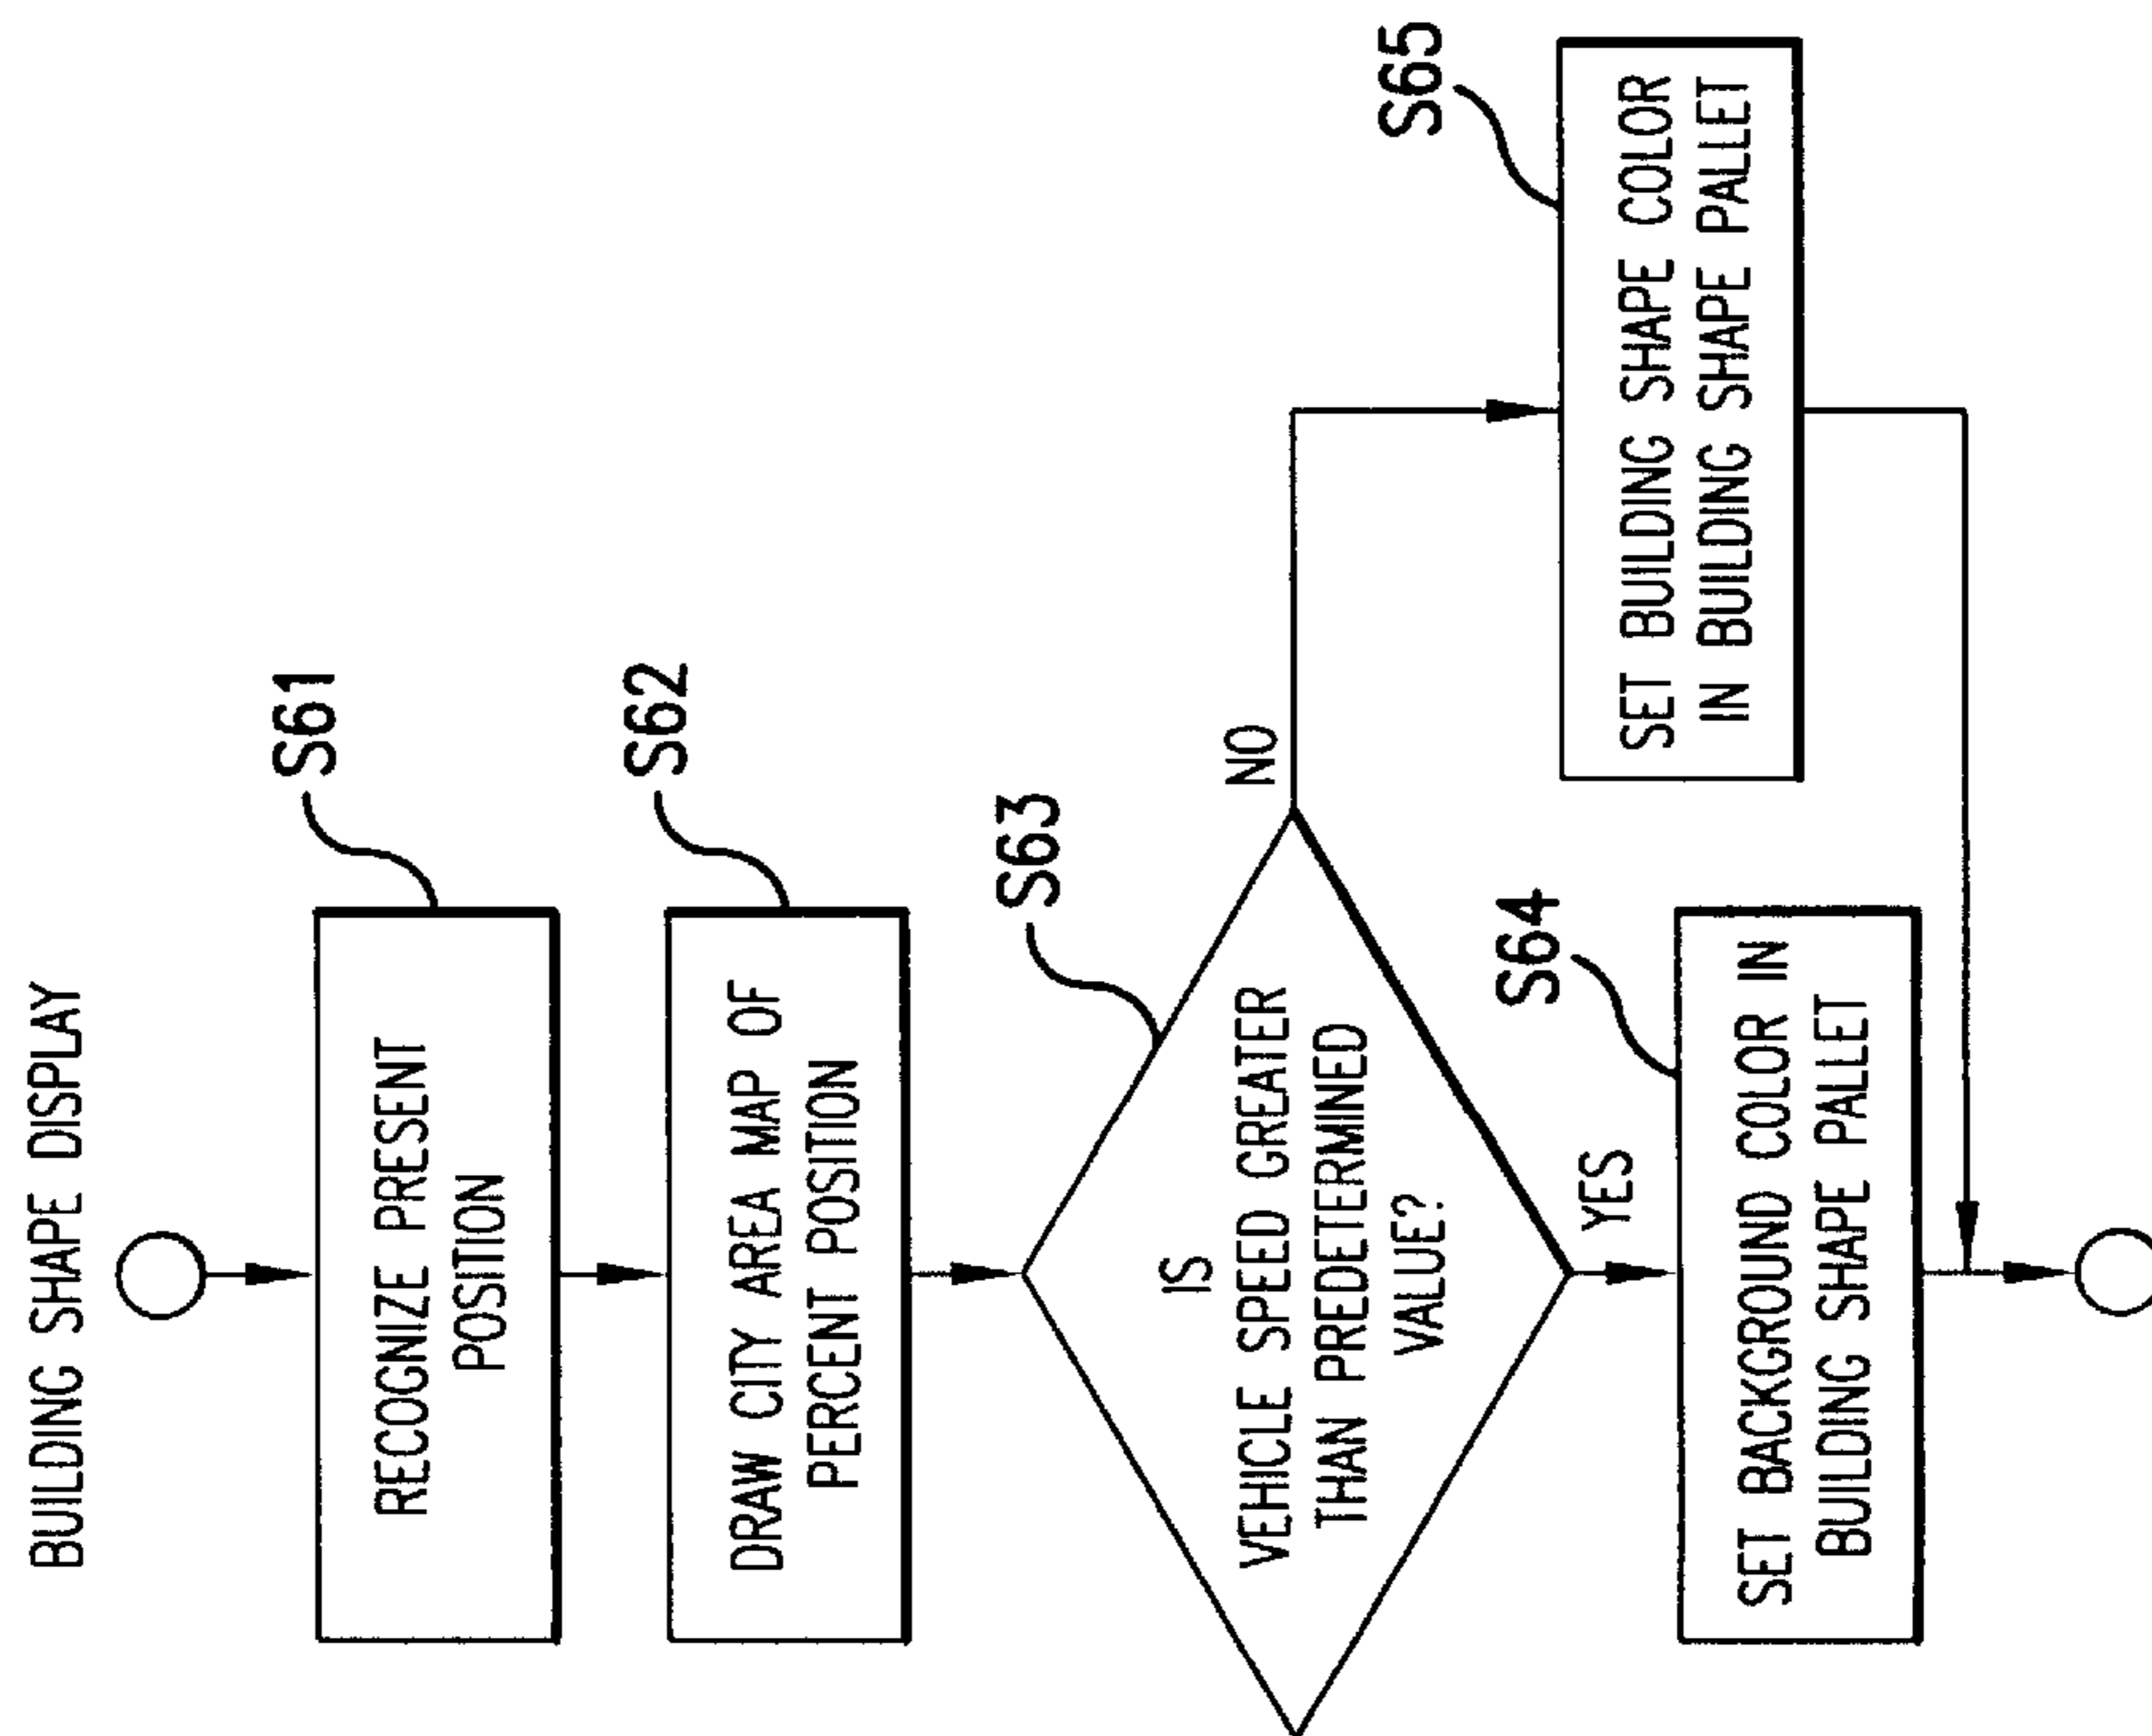 BUILDING SHAPE DISPLAY
S61
RECOGNIZE PRESENT
POSITION
S62
DRAW CITY AREA MAP OF
PERCENT POSITION
S63
IS
VEHICLE SPEED GREATER
THAN PREDETERMINED
VALUE?
NO
YES
S64
SET BACKGROUND COLOR IN
BUILDING SHAPE PALLET
S65
SET BUILDING SHAPE COLOR
IN BUILDING SHAPE PALLET